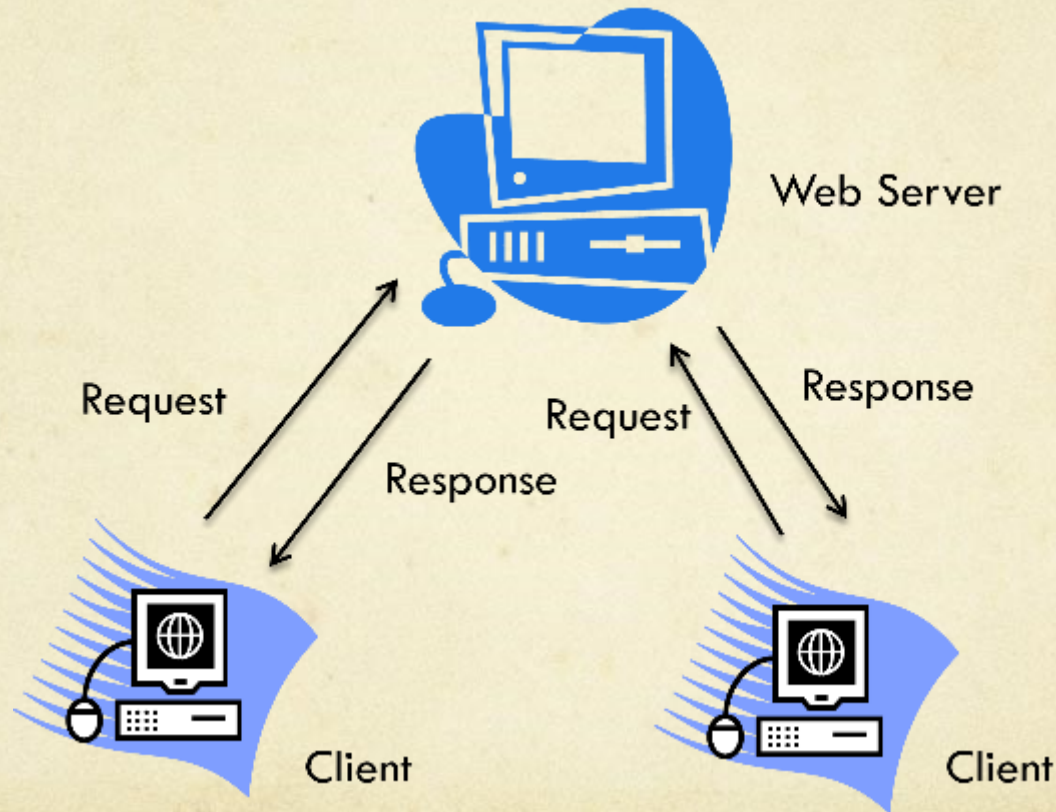 Web Server
Request
Response
Request
Response
Client
Client